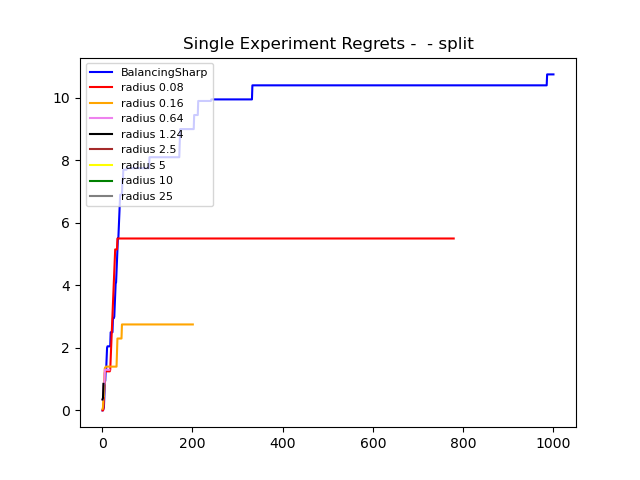 Single Experiment Regrets -  - split
BalancingSharp
radius 0.08
radius 0.16
radius 0.64
radius 1.24
radius 2.5
radius 5
radius 10
radius 25
10
8
6
4
2
0
0 200 400 600 800 1000